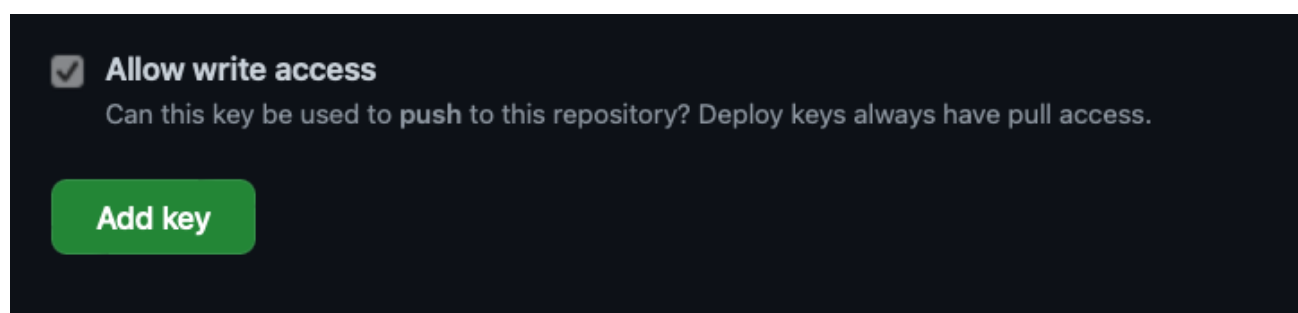 Allow write access
Can this key be used to push to this repository? Deploy keys always have pull access.
Add key